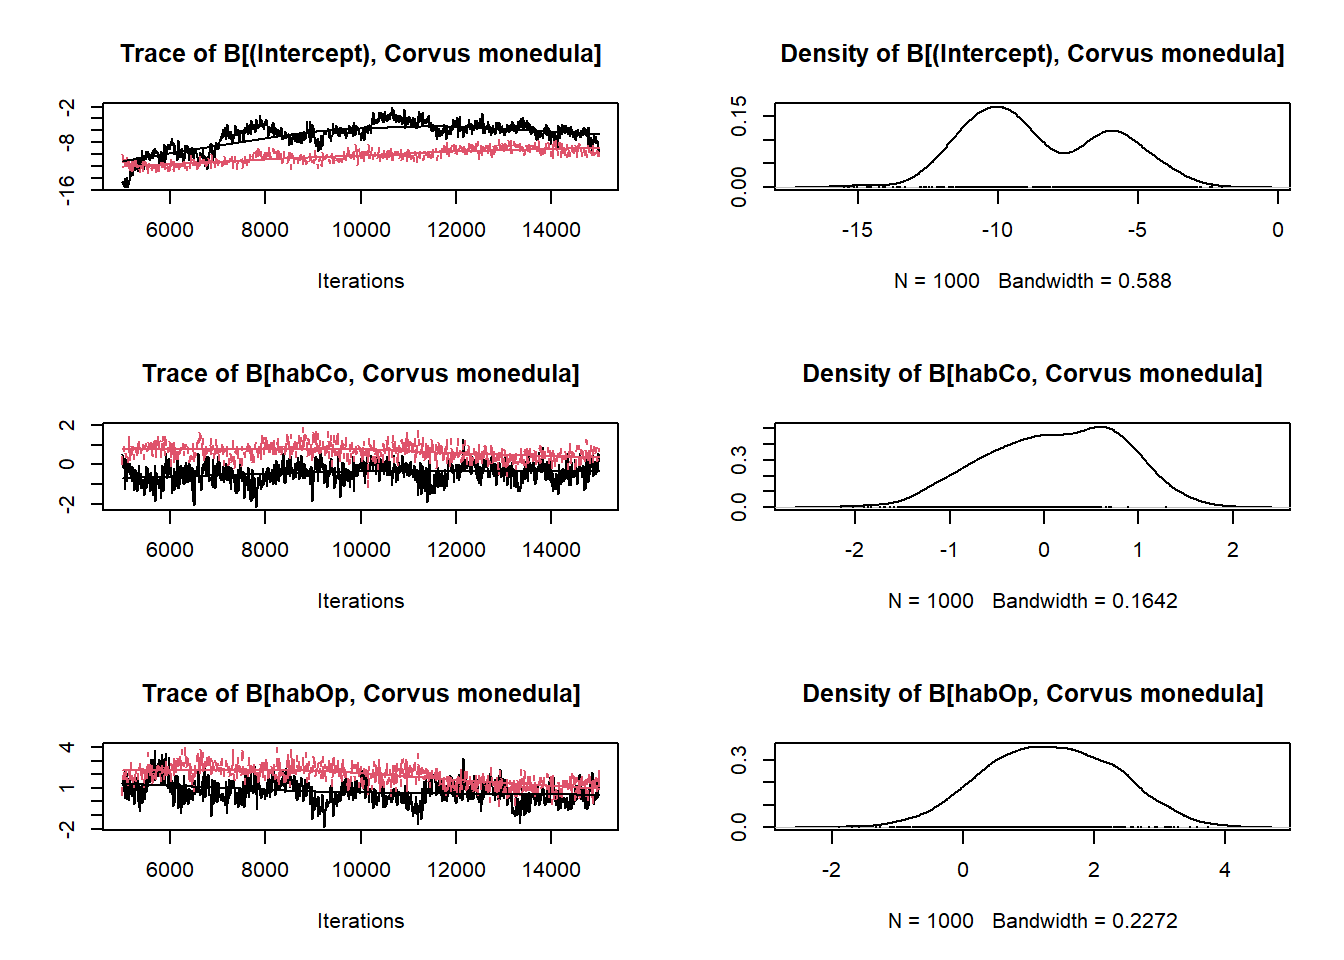 Trace of B[(Intercept), Corvus monedula]
-2
-8
-16
6000 8000 10000 12000 14000
Iterations
Density of B[(Intercept), Corvus monedula]
0.15
0.00
-15 -10 -5 0
N = 1000 Bandwidth = 0.588
Trace of B[habCo, Corvus monedula]
2
0
-2
6000 8000 10000 12000 14000
Iterations
Density of B[habCo, Corvus monedula]
0.3
0.0
-2 -1 0 1 2
N = 1000 Bandwidth = 0.1642
Trace of B[habOp, Corvus monedula]
4
1
-2
6000 8000 10000 12000 14000
Iterations
Density of B[habOp, Corvus monedula]
0.3
0.0
-2 0 2 4
N = 1000 Bandwidth = 0.2272